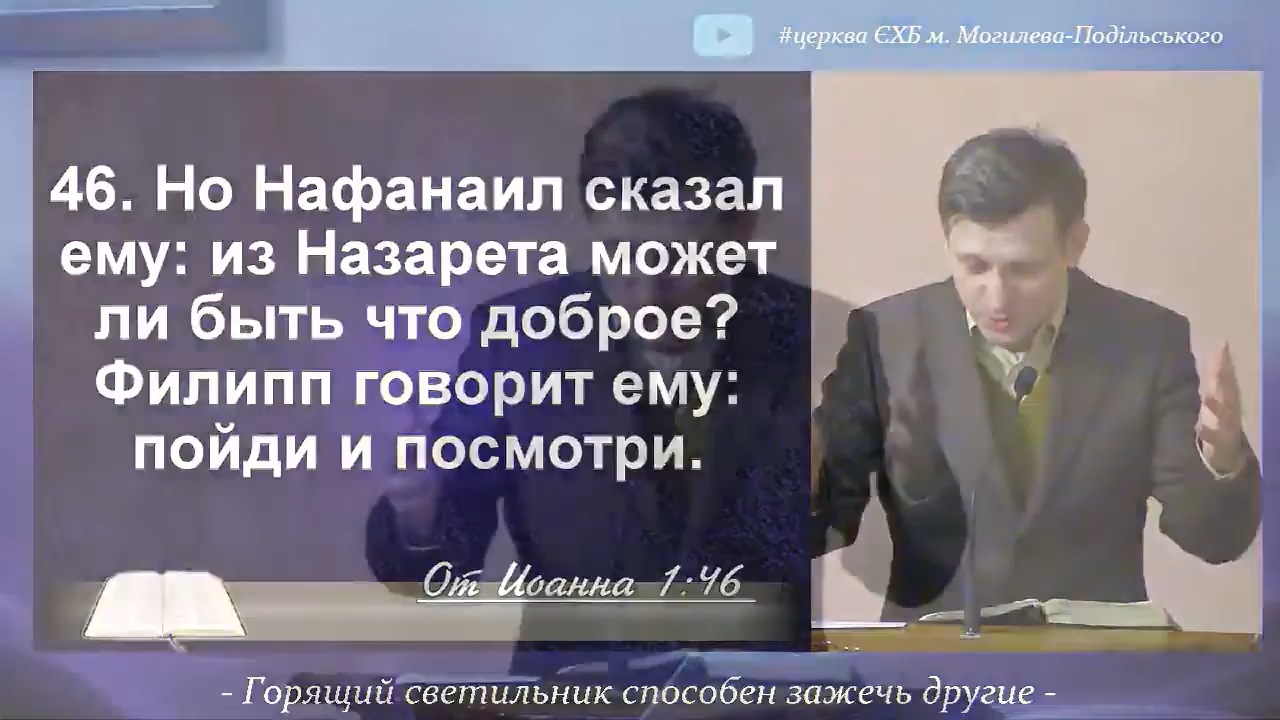 #церква ЄХБ м. Могилева-Подільського
46. Но Нафанаил сказал
ему: из Назарета может
ли быть что доброе?
Филипп говорит ему:
пойди и посмотри.
От Иоанна 1:46
- Горящий светильник способен зажечь другие -